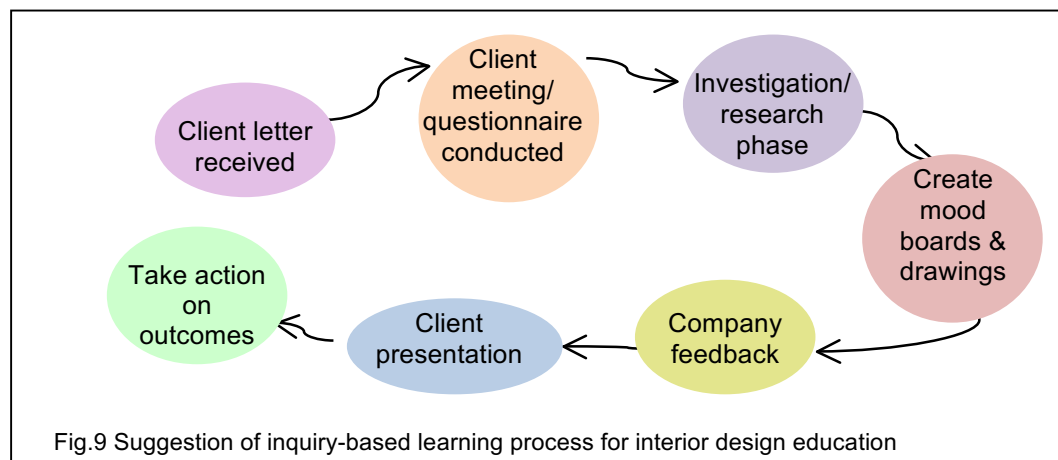 Client letter
received
Client
meeting/
questionnaire
conducted
Investigation/
research
phase
Create
mood
boards &
drawings
Company
feedback
Client
presentation
Take action
on
outcomes
Fig.9 Suggestion of inquiry-based learning process for interior design education